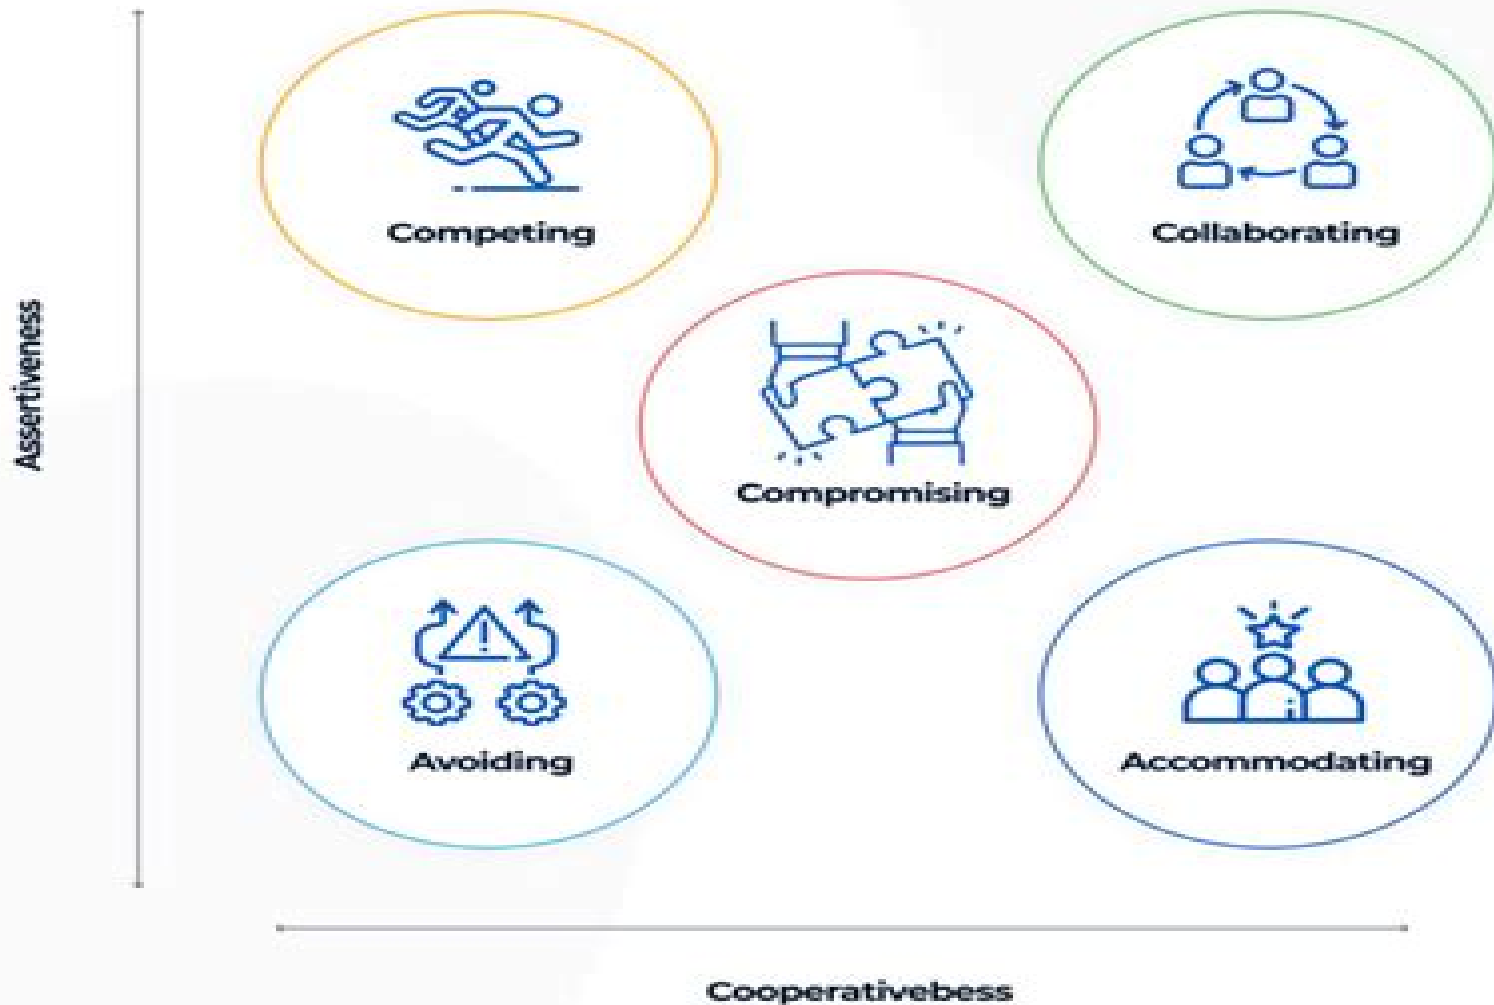 Competing
Collaborating
Assertiveness
Compromising
Avoiding
Accommodating
Cooperativebess